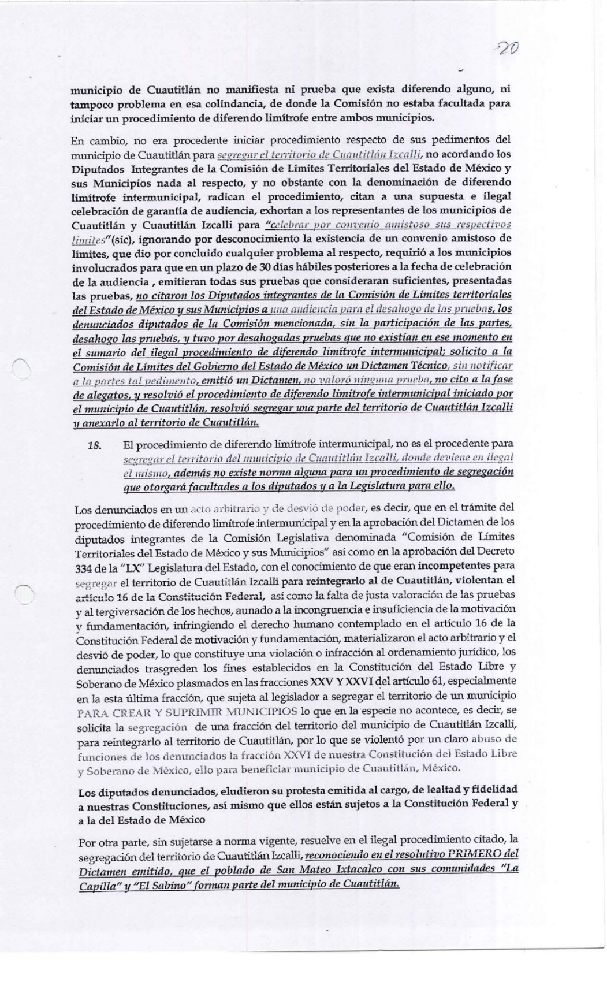 20
municipio de Cuautitlán no manifiesta ni prueba que exista diferendo alguno, ni
tampoco problema en esa colindancia, de donde la Comisión no estaba facultada para
iniciar un procedimiento de diferendo limítrofe entre ambos municipios.
En cambio, no era procedente iniciar procedimiento respecto de sus pedimentos del
municipio de Cuautitlán para segregar el territorio de Cuautitlán Izcalli, no acordando los
Diputados Integrantes de la Comisión de Límites Territoriales del Estado de México y
sus Municipios nada al respecto, y no obstante con la denominación de diferendo
limítrofe intermunicipal, radican el procedimiento, citan a una supuesta e ilegal
celebración de garantía de audiencia, exhortan a los representantes de los municipios de
Cuautitlán y Cuautitlán Izcalli para "celebrar por convenio amistoso sus respectivos
límites"(sic), ignorando por desconocimiento la existencia de un convenio amistoso de
límites, que dio por concluido cualquier problema al respecto, requirió a los municipios
involucrados para que en un plazo de 30 días hábiles posteriores a la fecha de celebración
de la audiencia , emitieran todas sus pruebas que consideraran suficientes, presentadas
las pruebas, no citaron los Diputados integrantes de la Comisión de Límites territoriales
del Estado de México y sus Municipios a una audiencia para el desahogo de las pruebas, los
denunciados diputados de la Comisión mencionada, sin la participación de las partes,
desahogo las pruebas, y tuvo por desahogadas pruebas que no existían en ese momento en
el sumario del ilegal procedimiento de diferendo limítrofe intermunicipal; solicito a la
Comisión de Límites del Gobierno del Estado de México un Dictamen Técnico, sin notificar
a la partes tal pedimento, emitió un Dictamen, no valoró ninguna prueba, no cito a la fase
de alegatos, y resolvió el procedimiento de diferendo limítrofe intermunicipal iniciado por
el municipio de Cuautitlán, resolvió segregar una parte del territorio de Cuautitlán Izcalli
y anexarlo al territorio de Cuautitlán.
18. El procedimiento de diferendo limítrofe intermunicipal, no es el procedente para
segregar el territorio del municipio de Cuautitlán Izcalli, donde deviene en ilegal
el mismo, además no existe norma alguna para un procedimiento de segregación
que otorgará facultades a los diputados y a la Legislatura para ello.
Los denunciados en un acto arbitrario y de desvió de poder, es decir, que en el trámite del
procedimiento de diferendo limítrofe intermunicipal y en la aprobación del Dictamen de los
diputados integrantes de la Comisión Legislativa denominada "Comisión de Límites
Territoriales del Estado de México y sus Municipios" así como en la aprobación del Decreto
334 de la "LX" Legislatura del Estado, con el conocimiento de que eran incompetentes para
segregar el territorio de Cuautitlán Izcalli para reintegrarlo al de Cuautitlán, violentan el
artículo 16 de la Constitución Federal, así como la falta de justa valoración de las pruebas
y al tergiversación de los hechos, aunado a la incongruencia e insuficiencia de la motivación
y fundamentación, infringiendo el derecho humano contemplado en el artículo 16 de la
Constitución Federal de motivación y fundamentación, materializaron el acto arbitrario y el
desvió de poder, lo que constituye una violación o infracción al ordenamiento jurídico, los
denunciados trasgreden los fines establecidos en la Constitución del Estado Libre y
Soberano de México plasmados en las fracciones XXV Y XXVI del artículo 61, especialmente
en la esta última fracción, que sujeta al legislador a segregar el territorio de un municipio
PARA CREAR Y SUPRIMIR MUNICIPIOS lo que en la especie no acontece, es decir, se
solicita la segregación de una fracción del territorio del municipio de Cuautitlán Izcalli,
para reintegrarlo al territorio de Cuautitlán, por lo que se violentó por un claro abuso de
funciones de los denunciados la fracción XXVI de nuestra Constitución del Estado Libre
y Soberano de México, ello para beneficiar municipio de Cuautitlán, México.
Los diputados denunciados, eludieron su protesta emitida al cargo, de lealtad y fidelidad
a nuestras Constituciones, así mismo que ellos están sujetos a la Constitución Federal y
a la del Estado de México
Por otra parte, sin sujetarse a norma vigente, resuelve en el ilegal procedimiento citado, la
segregación del territorio de Cuautitlán Izcalli, reconociendo en el resolutivo PRIMERO del
Dictamen emitido, que el poblado de San Mateo Ixtacalco con sus comunidades "La
Capilla" y "El Sabino" forman parte del municipio de Cuautitlán.